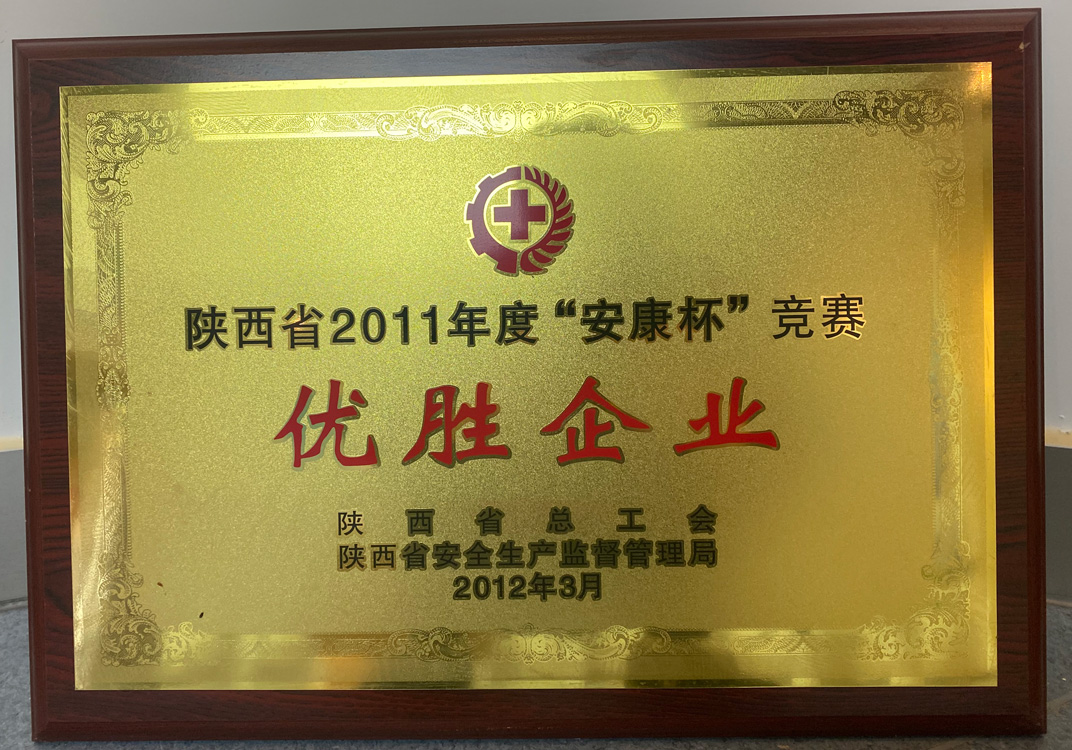 陕西省2011年度“安康杯”竞赛
优胜企业
陕西省总工会
陕西省安全生产监督管理局
2012年3月